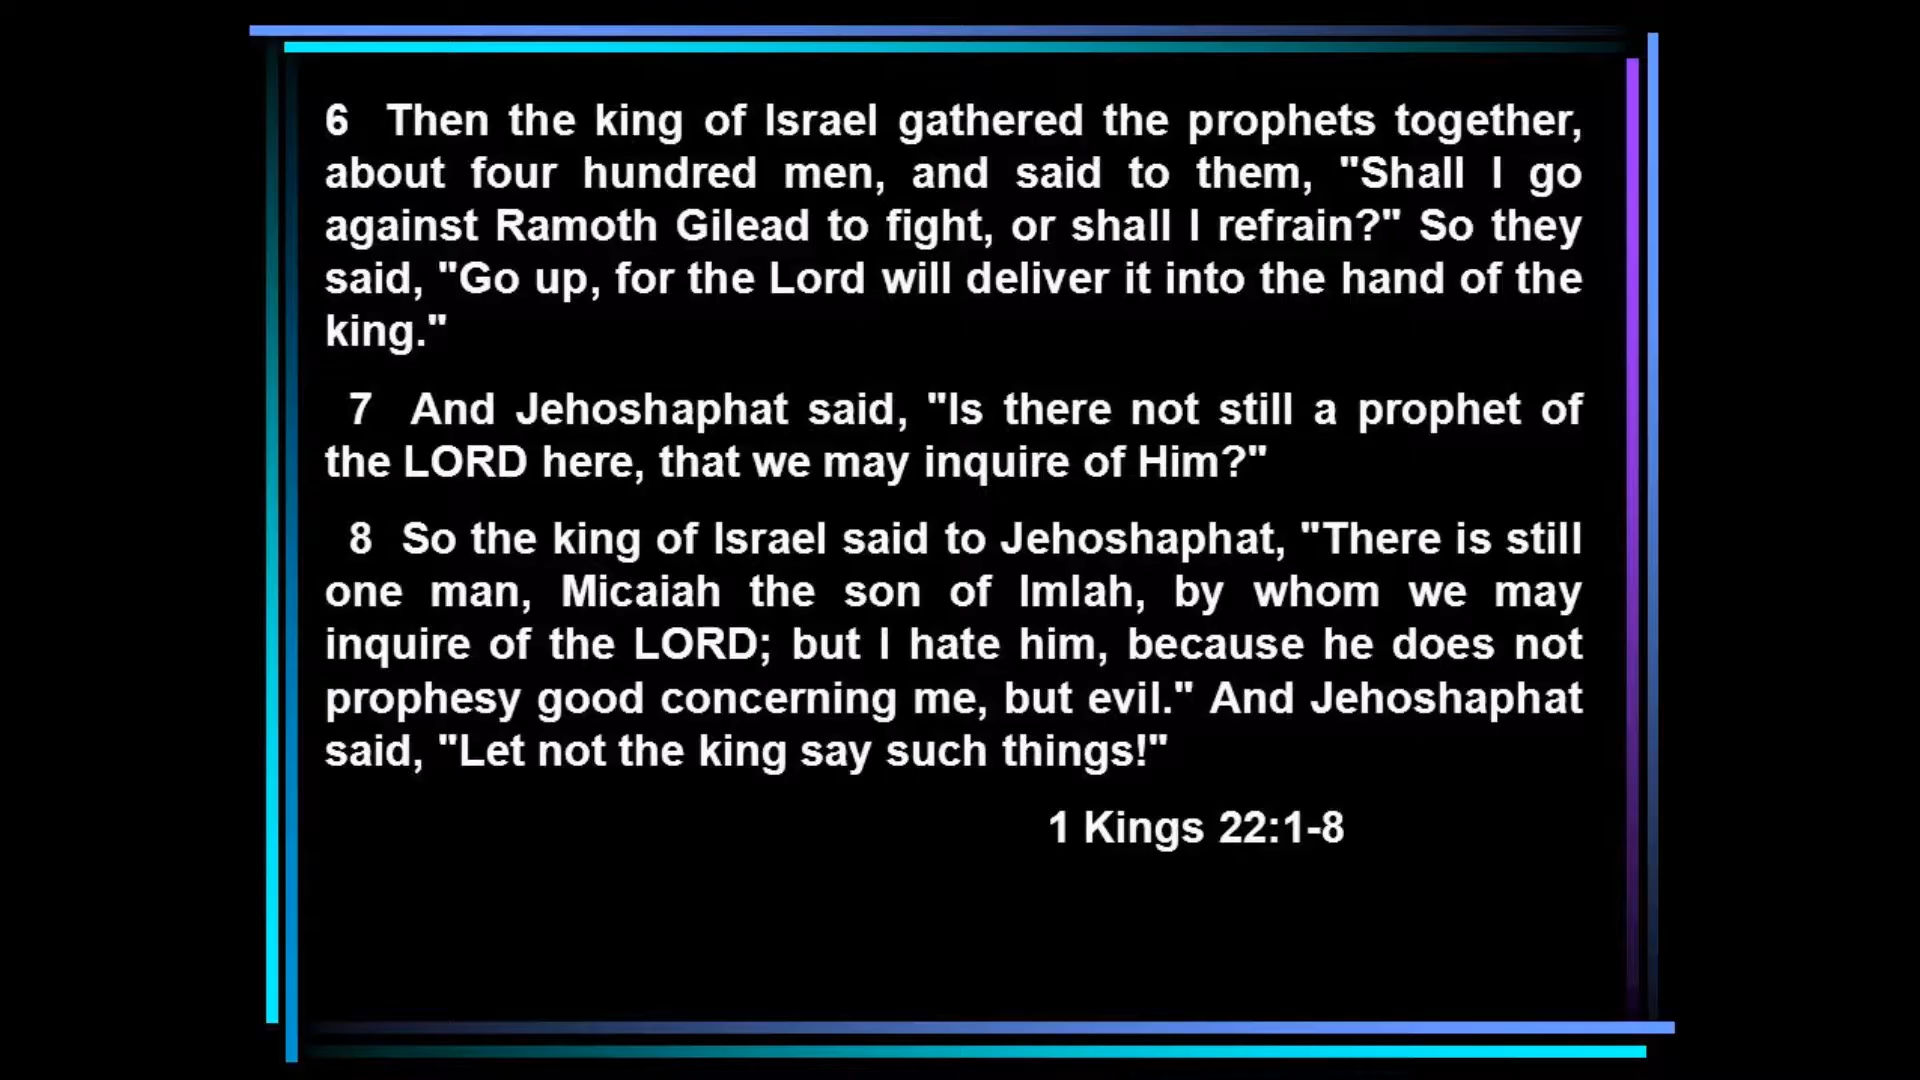 6 Then the king of Israel gathered the prophets together,
about four hundred men, and said to them, "Shall I go
against Ramoth Gilead to fight, or shall I refrain?" So they
said, "Go up, for the Lord will deliver it into the hand of the
king."
7 And Jehoshaphat said, "Is there not still a prophet of
the LORD here, that we may inquire of Him?"
8 So the king of Israel said to Jehoshaphat, "There is still
one man, Micaiah the son of Imlah, by whom we may
inquire of the LORD; but I hate him, because he does not
prophesy good concerning me, but evil." And Jehoshaphat
said, "Let not the king say such things!"
1 Kings 22:1-8